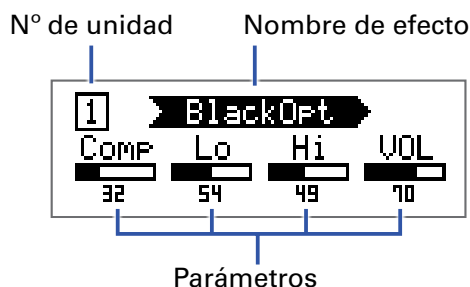 Nº de unidad Nombre de efecto
1 BlackOpt
Comp Lo Hi VOL
32 54 49 70
Parámetros